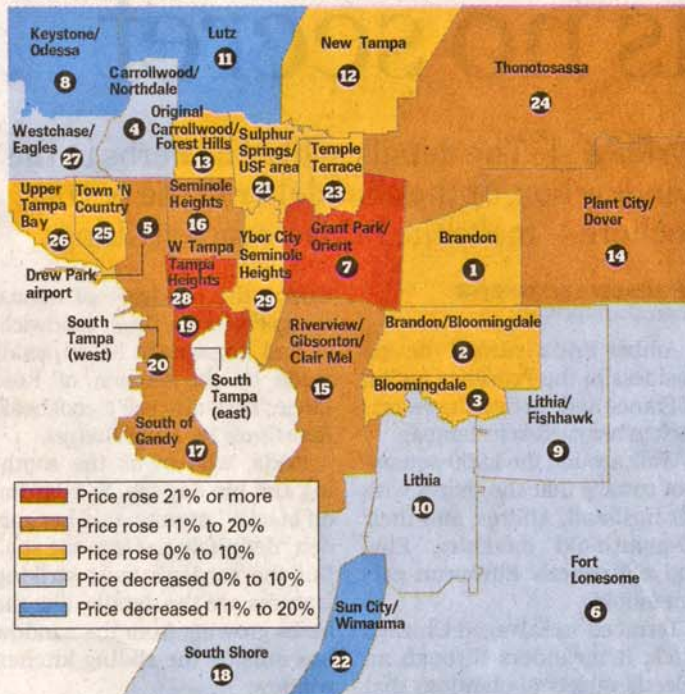 Keystone/
Odessa
8
Lutz
11
New Tampa
12
Thonotosassa
24
Carrollwood/
Northdale
4
Westchase/
Eagles
27
Original
Carrollwood/
Forest Hills
13
Sulphur
Springs/
USF area
21
Temple
Terrace
23
Upper
Tampa
Bay
26
Town 'N
Country
25
5
Drew Park
airport
Seminole
Heights
16
W Tampa
Tampa
Heights
28
Ybor City
Seminole
Heights
29
Grant Park/
Orient
7
Brandon
1
Plant City/
Dover
14
South
Tampa
(west)
20
19
South
Tampa
(east)
Riverview/
Gibsonton/
Clair Mel
15
Brandon/Bloomingdale
2
Bloomingdale
3
Lithia/
Fishhawk
9
South of
Gandy
17
Lithia
10
Fort
Lonesome
6
Sun City/
Wimauma
22
South Shore
18
Price rose 21% or more
Price rose 11% to 20%
Price rose 0% to 10%
Price decreased 0% to 10%
Price decreased 11% to 20%